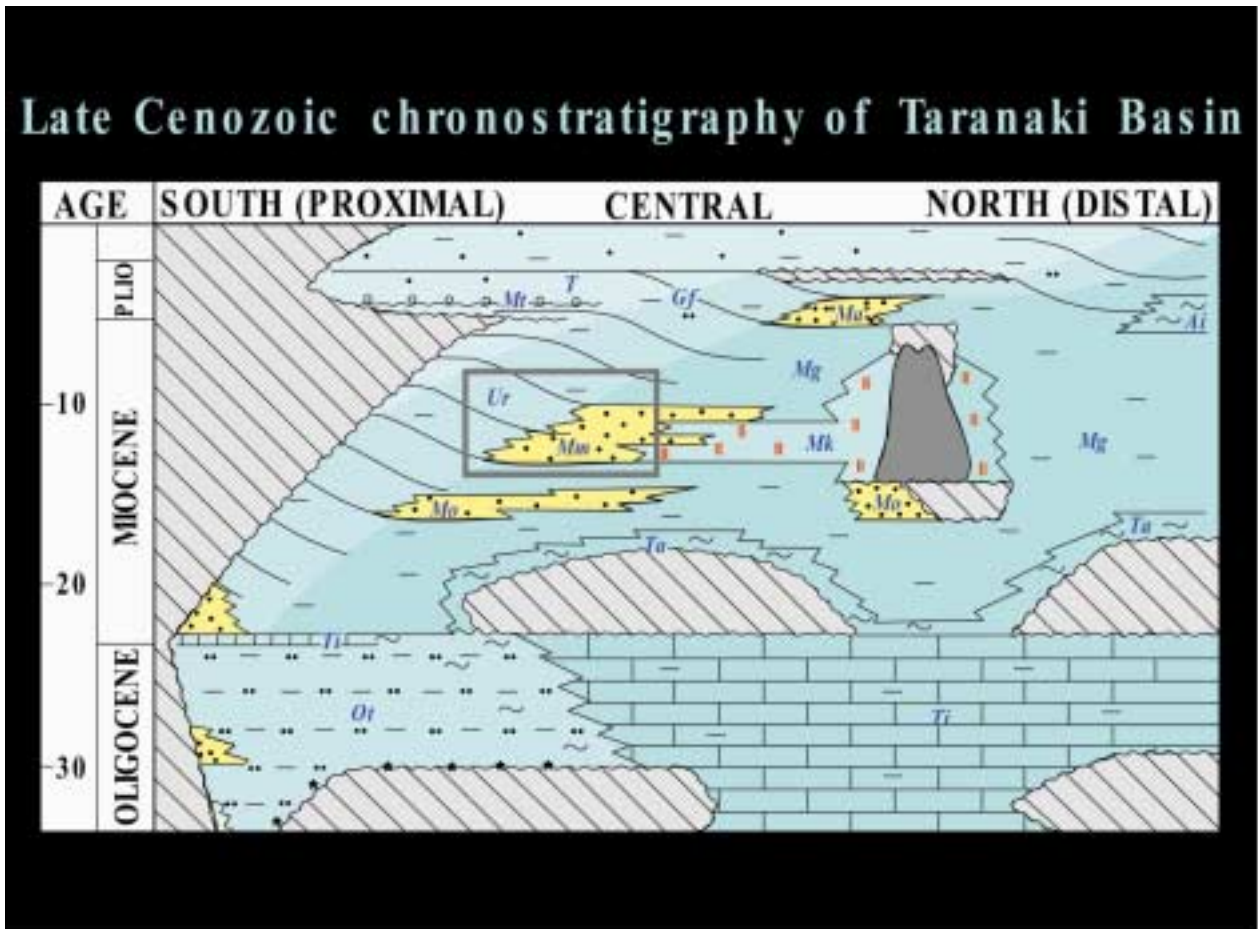 Late Cenozoic chronostratigraphy of Taranaki Basin
AGE SOUTH (PROXIMAL) CENTRAL NORTH (DISTAL)
PLIO
MIOCENE
OLIGOCENE
-10
-20
-30
T
Mt
Gf
Ma
Ai
Mg
Ur
Mm
Mk
Mg
Mo
Mo
Ta
Ta
Ti
Ot
Ti